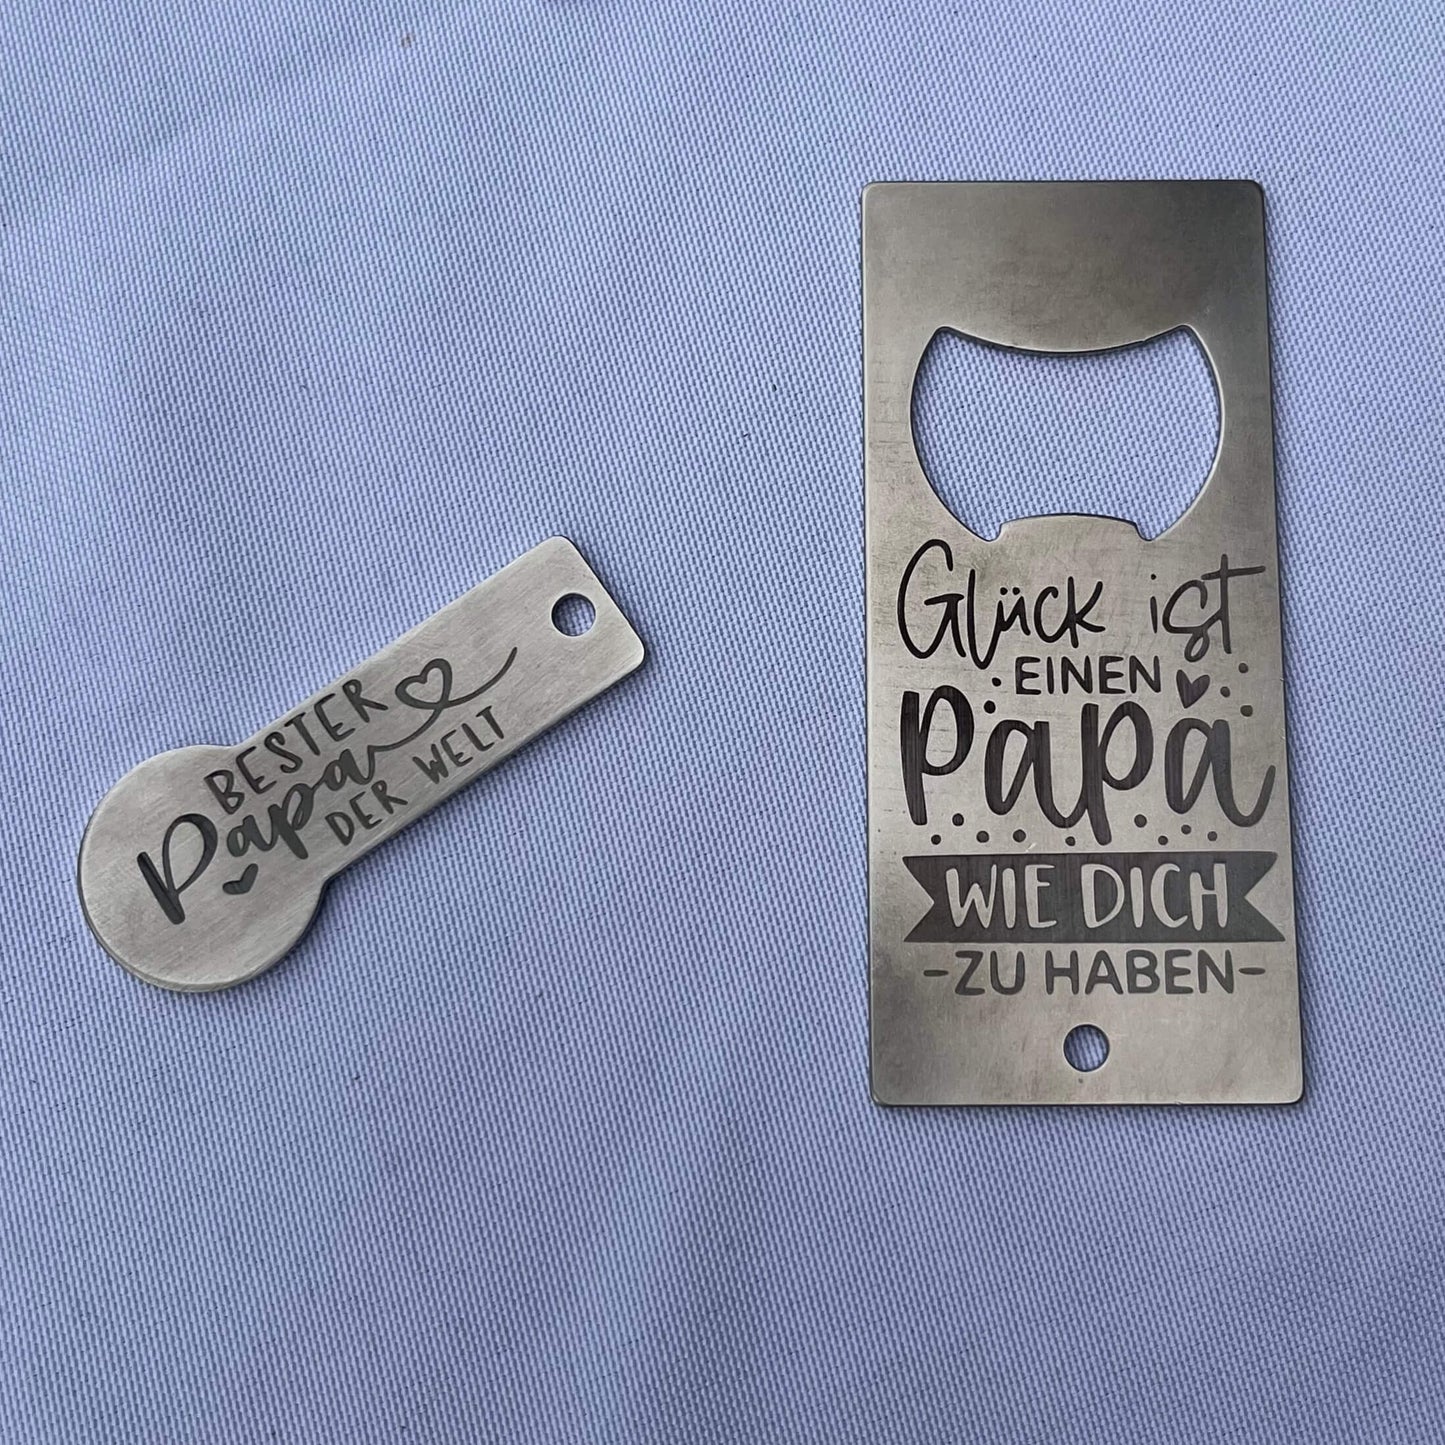 BESTER
Papa
DER WELT
Glück ist
EINEN
Papa
WIE DICH
-ZU HABEN-